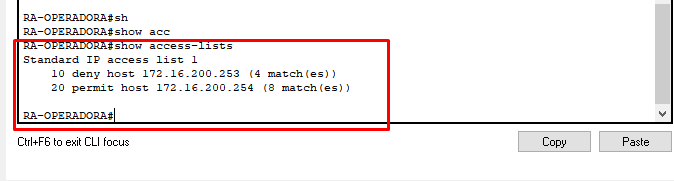 RA-OPERADORA#sh
RA-OPERADORA#show acc
RA-OPERADORA#show access-lists
Standard IP access list 1
    10 deny host 172.16.200.253 (4 match(es))
    20 permit host 172.16.200.254 (8 match(es))
RA-OPERADORA#
Ctrl+F6 to exit CLI focus
Copy
Paste